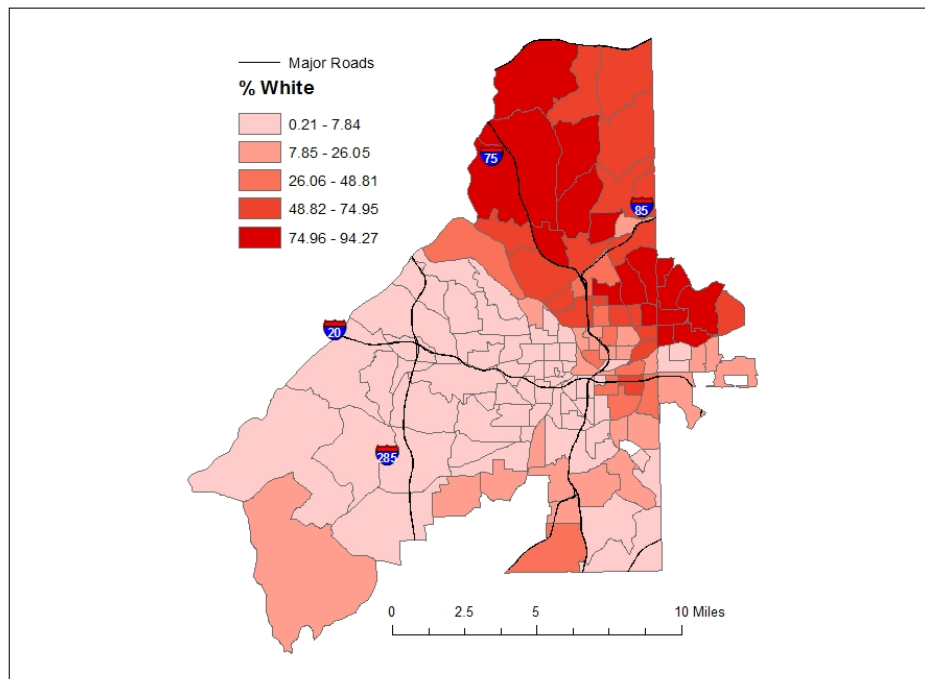 Major Roads
% White
0.21 - 7.84
7.85 - 26.05
26.06 - 48.81
48.82 - 74.95
74.96 - 94.27
75
85
20
285
0 2.5 5 10 Miles